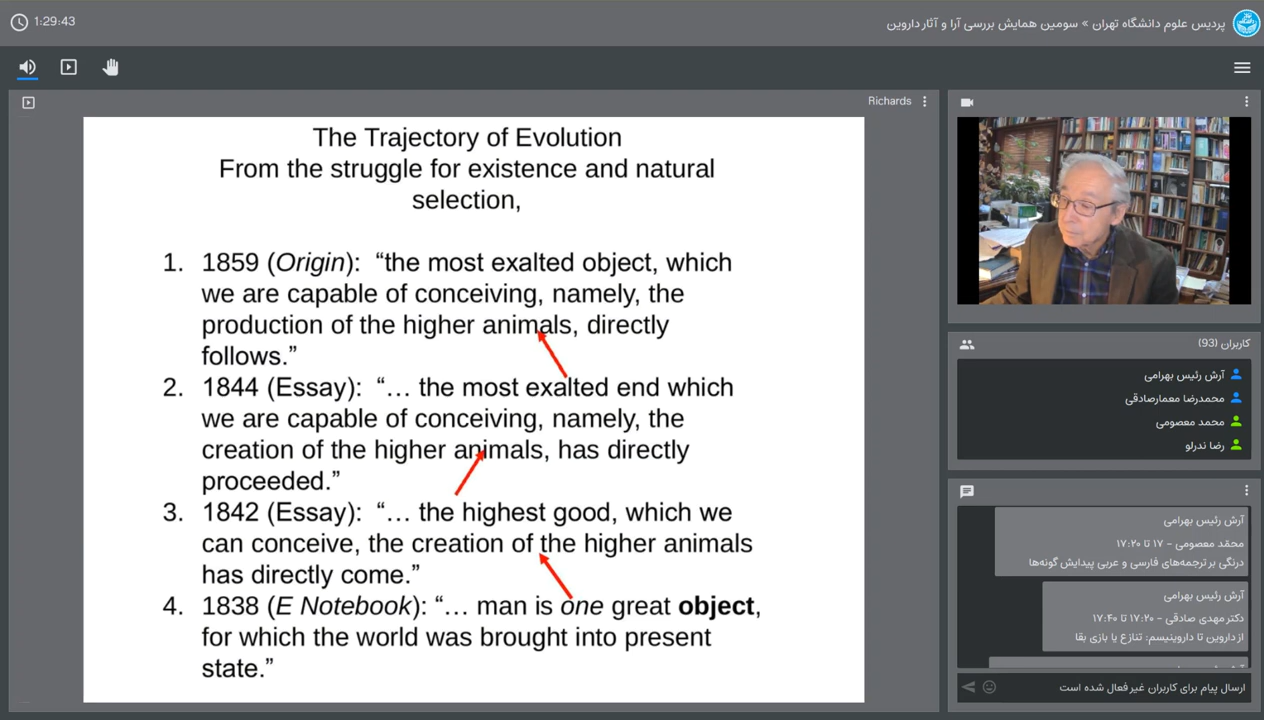 1:29:43
پردیس علوم دانشگاه تهران » سومین همایش بررسی آرا و آثار داروین
Richards
The Trajectory of Evolution
From the struggle for existence and natural
selection,
1. 1859 (Origin): “the most exalted object, which
we are capable of conceiving, namely, the
production of the higher animals, directly
follows.”
2. 1844 (Essay): “… the most exalted end which
we are capable of conceiving, namely, the
creation of the higher animals, has directly
proceeded.”
3. 1842 (Essay): “… the highest good, which we
can conceive, the creation of the higher animals
has directly come.”
4. 1838 (E Notebook): “… man is one great object,
for which the world was brought into present
state.”
کاربران (93)
آرش رئیس بهرامی
محمدرضا معمارصادقی
محمد معصومی
رضا ندرلو
آرش رئیس بهرامی
محمّد معصومی - ۱۷ تا ۱۷:۲۰
درنگی بر ترجمه‌های فارسی و عربی پیدایش گونه‌ها
آرش رئیس بهرامی
دکتر مهدی صادقی - ۱۷:۲۰ تا ۱۷:۴۰
از داروین تا داروینیسم: تنازع یا بازی بقا
ارسال پیام برای کاربران غیر فعال شده است